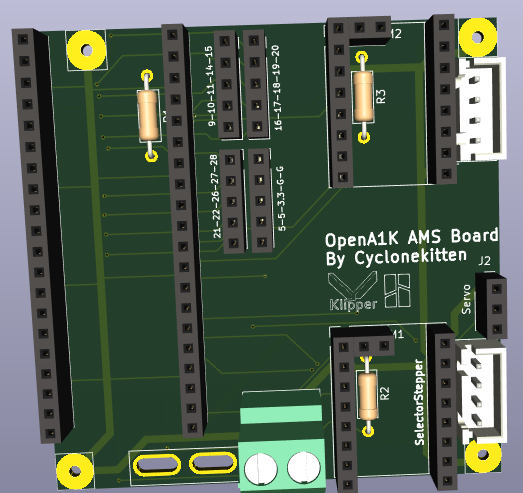 9-10-11-14-15
16-17-18-19-20
M2
R3
21-22-26-27-28
5-5-3.3-G-G
OpenA1K AMS Board
By Cyclonekitten
J2
Klipper
Servo
M1
R2
SelectorStepper